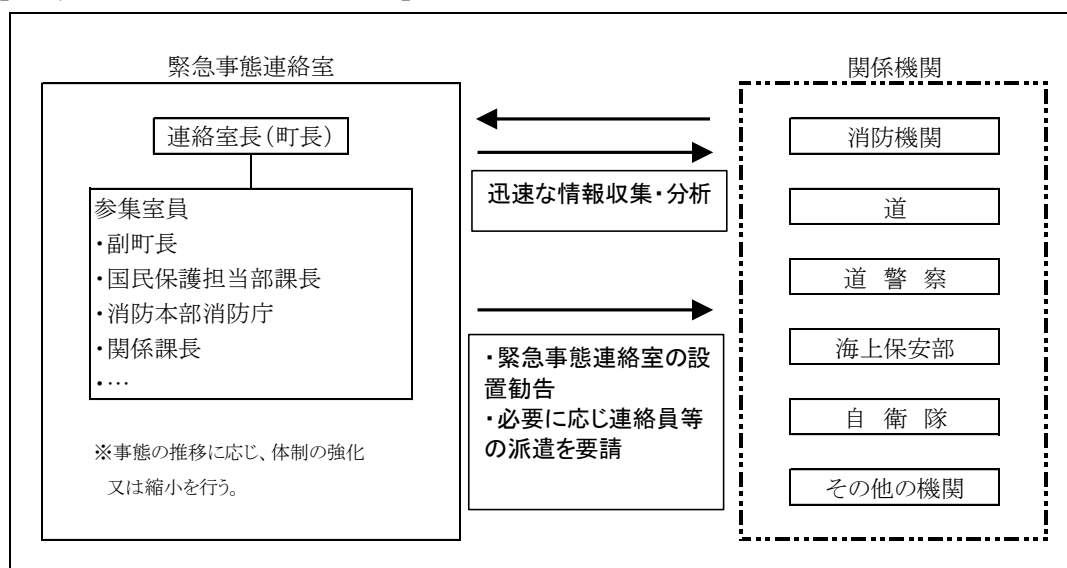 緊急事態連絡室
連絡室長(町長)
参集室員
・副町長
・国民保護担当部課長
・消防本部消防庁
・関係課長
・…
※事態の推移に応じ、体制の強化
又は縮小を行う。
迅速な情報収集・分析
・緊急事態連絡室の設
置勧告
・必要に応じ連絡員等
の派遣を要請
関係機関
消防機関
道
道 警 察
海上保安部
自 衛 隊
その他の機関